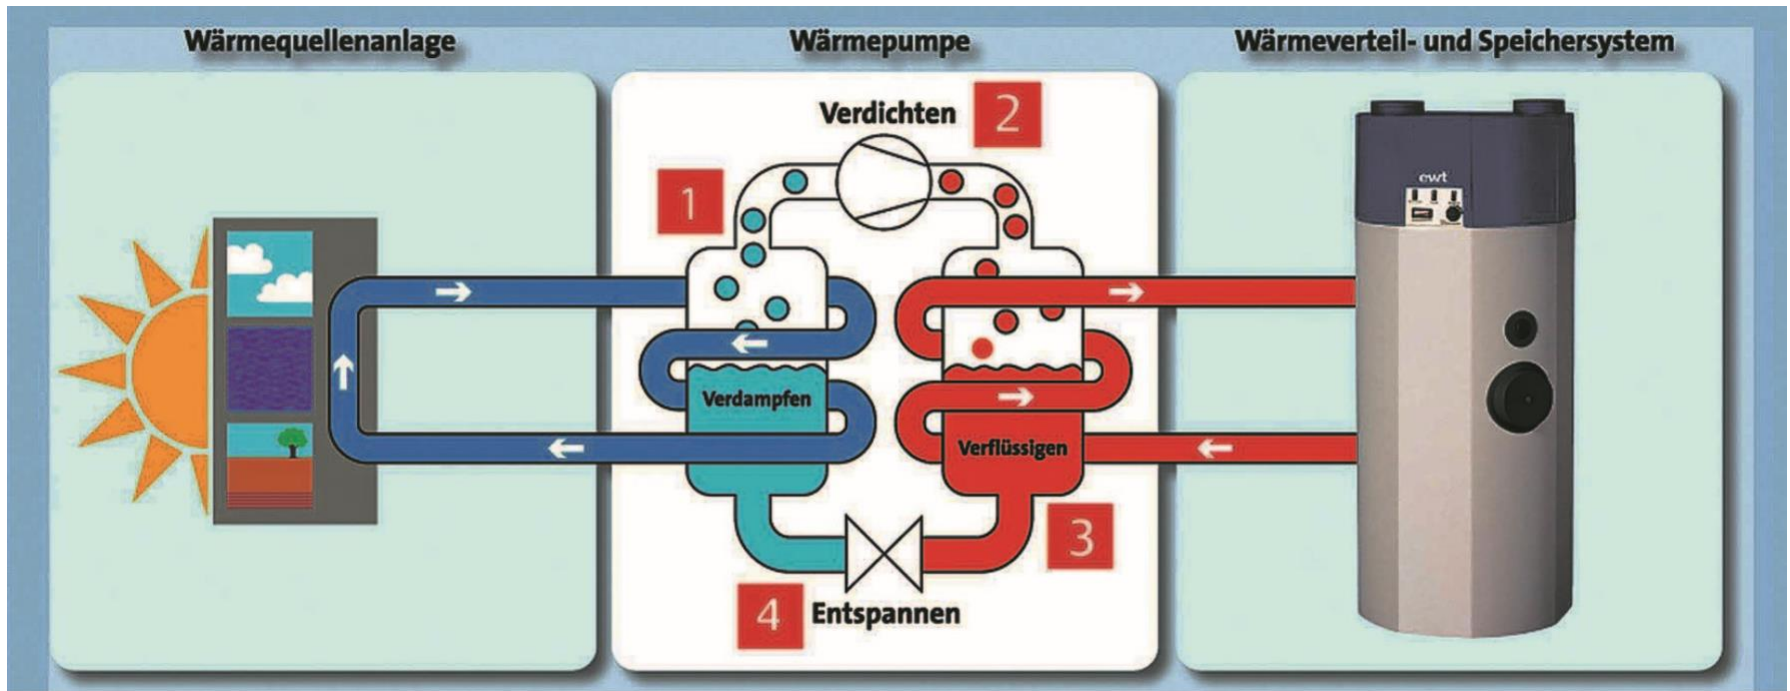 Wärmequellenanlage
Wärmepumpe
Wärmeverteil- und Speichersystem
Verdichten
2
1
ewt
Verdampfen
Verflüssigen
3
4
Entspannen